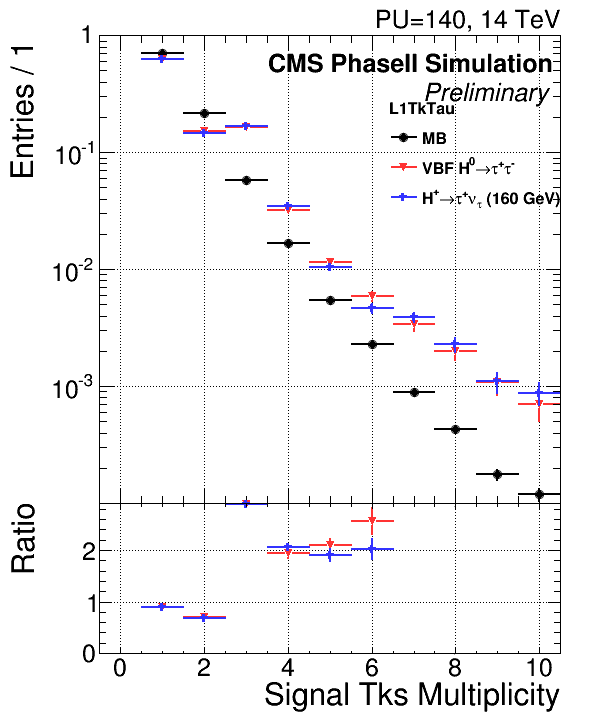 PU=140, 14 TeV
Entries / 1
1
10⁻¹
10⁻²
10⁻³
CMS PhaseII Simulation
Preliminary
L1TkTau
MB
VBF H⁰→τ⁺τ⁻
H⁺→τ⁺ντ (160 GeV)
Ratio
2
1
0
0 2 4 6 8 10
Signal Tks Multiplicity